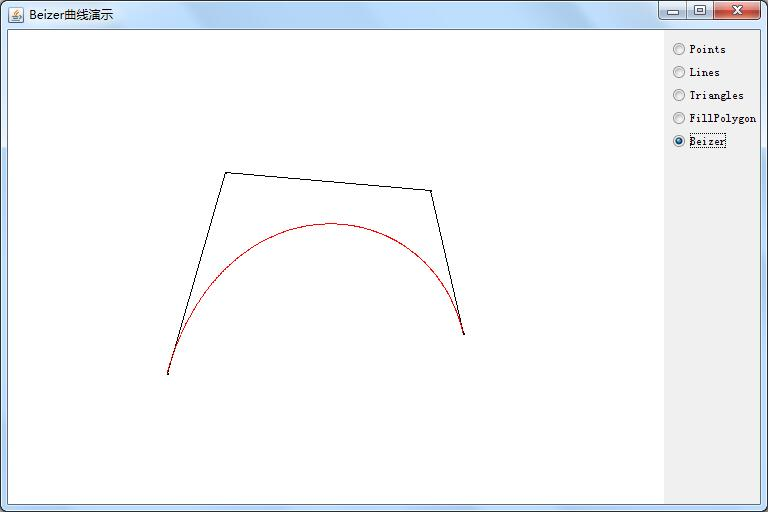 Beizer曲线演示
Points
Lines
Triangles
FillPolygon
Beizer